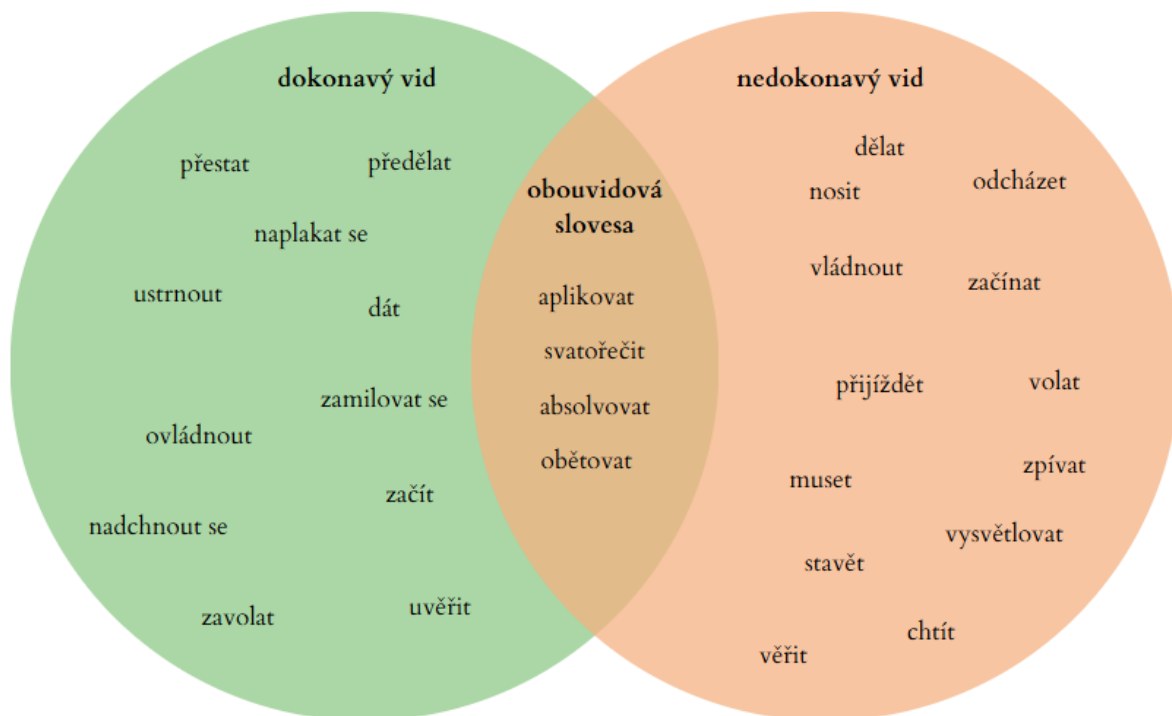 dokonavý vid
přestat
předělat
naplakat se
ustrnout
dát
zamilovat se
ovládnout
začít
nadchnout se
uvěřit
zavolat
obouvidová
slovesa
aplikovat
svatořečit
absolvovat
obětovat
nedokonavý vid
dělat
nosit
odcházet
vládnout
začínat
přijíždět
volat
muset
zpívat
vysvětlovat
stavět
chtít
věřit